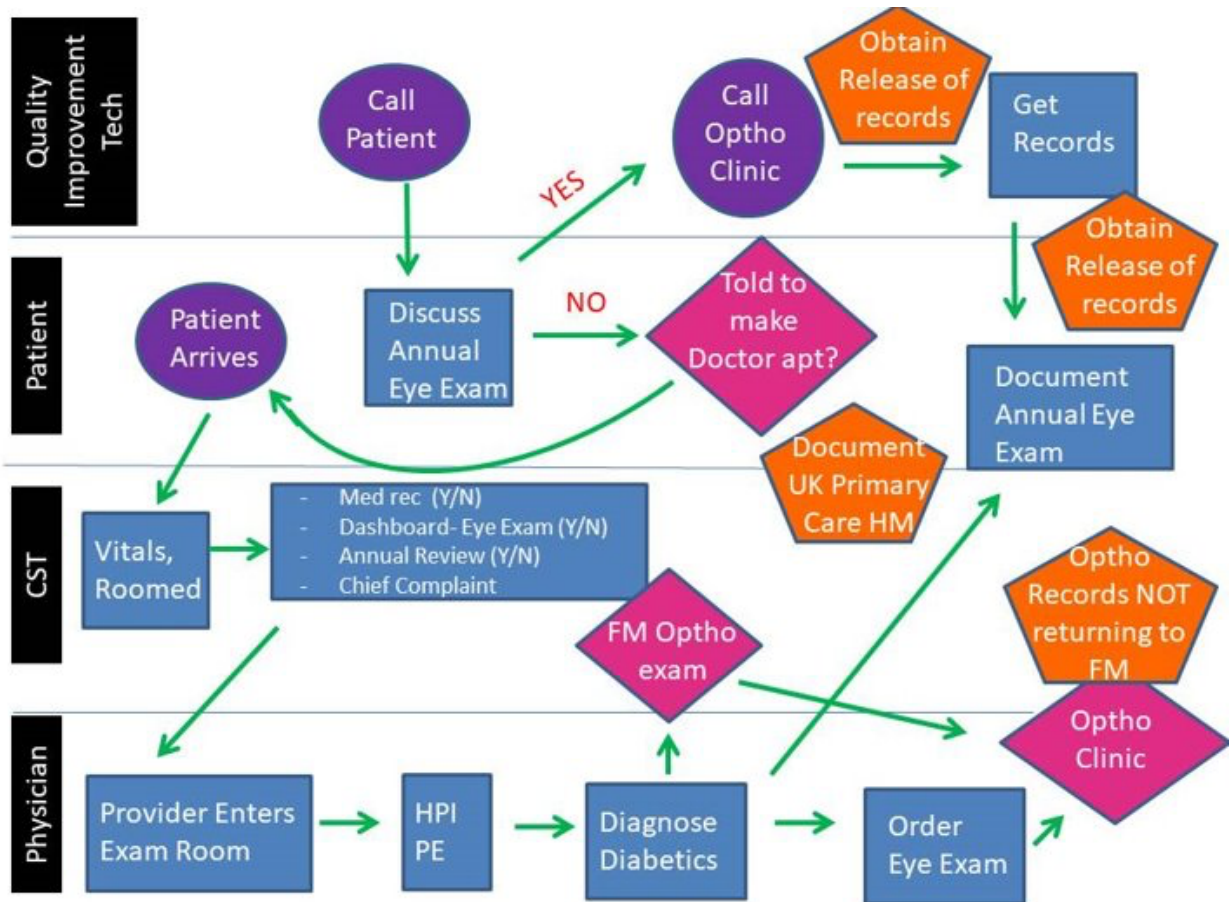 Quality
Improvement
Tech
Call
Patient
YES
Call
Optho
Clinic
Obtain
Release of
records
Get
Records
Patient
Patient
Arrives
Discuss
Annual
Eye Exam
NO
Told to
make
Doctor apt?
Obtain
Release of
records
Document
Annual Eye
Exam
Document
UK Primary
Care HM
CST
Vitals,
Roomed
- Med rec (Y/N)
- Dashboard- Eye Exam (Y/N)
- Annual Review (Y/N)
- Chief Complaint
FM Optho
exam
Optho
Records NOT
returning to
FM
Physician
Provider Enters
Exam Room
HPI
PE
Diagnose
Diabetics
Order
Eye Exam
Optho
Clinic